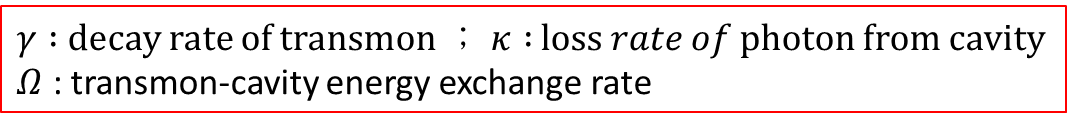 γ : decay rate of transmon ; κ : loss rate of photon from cavity
Ω : transmon-cavity energy exchange rate